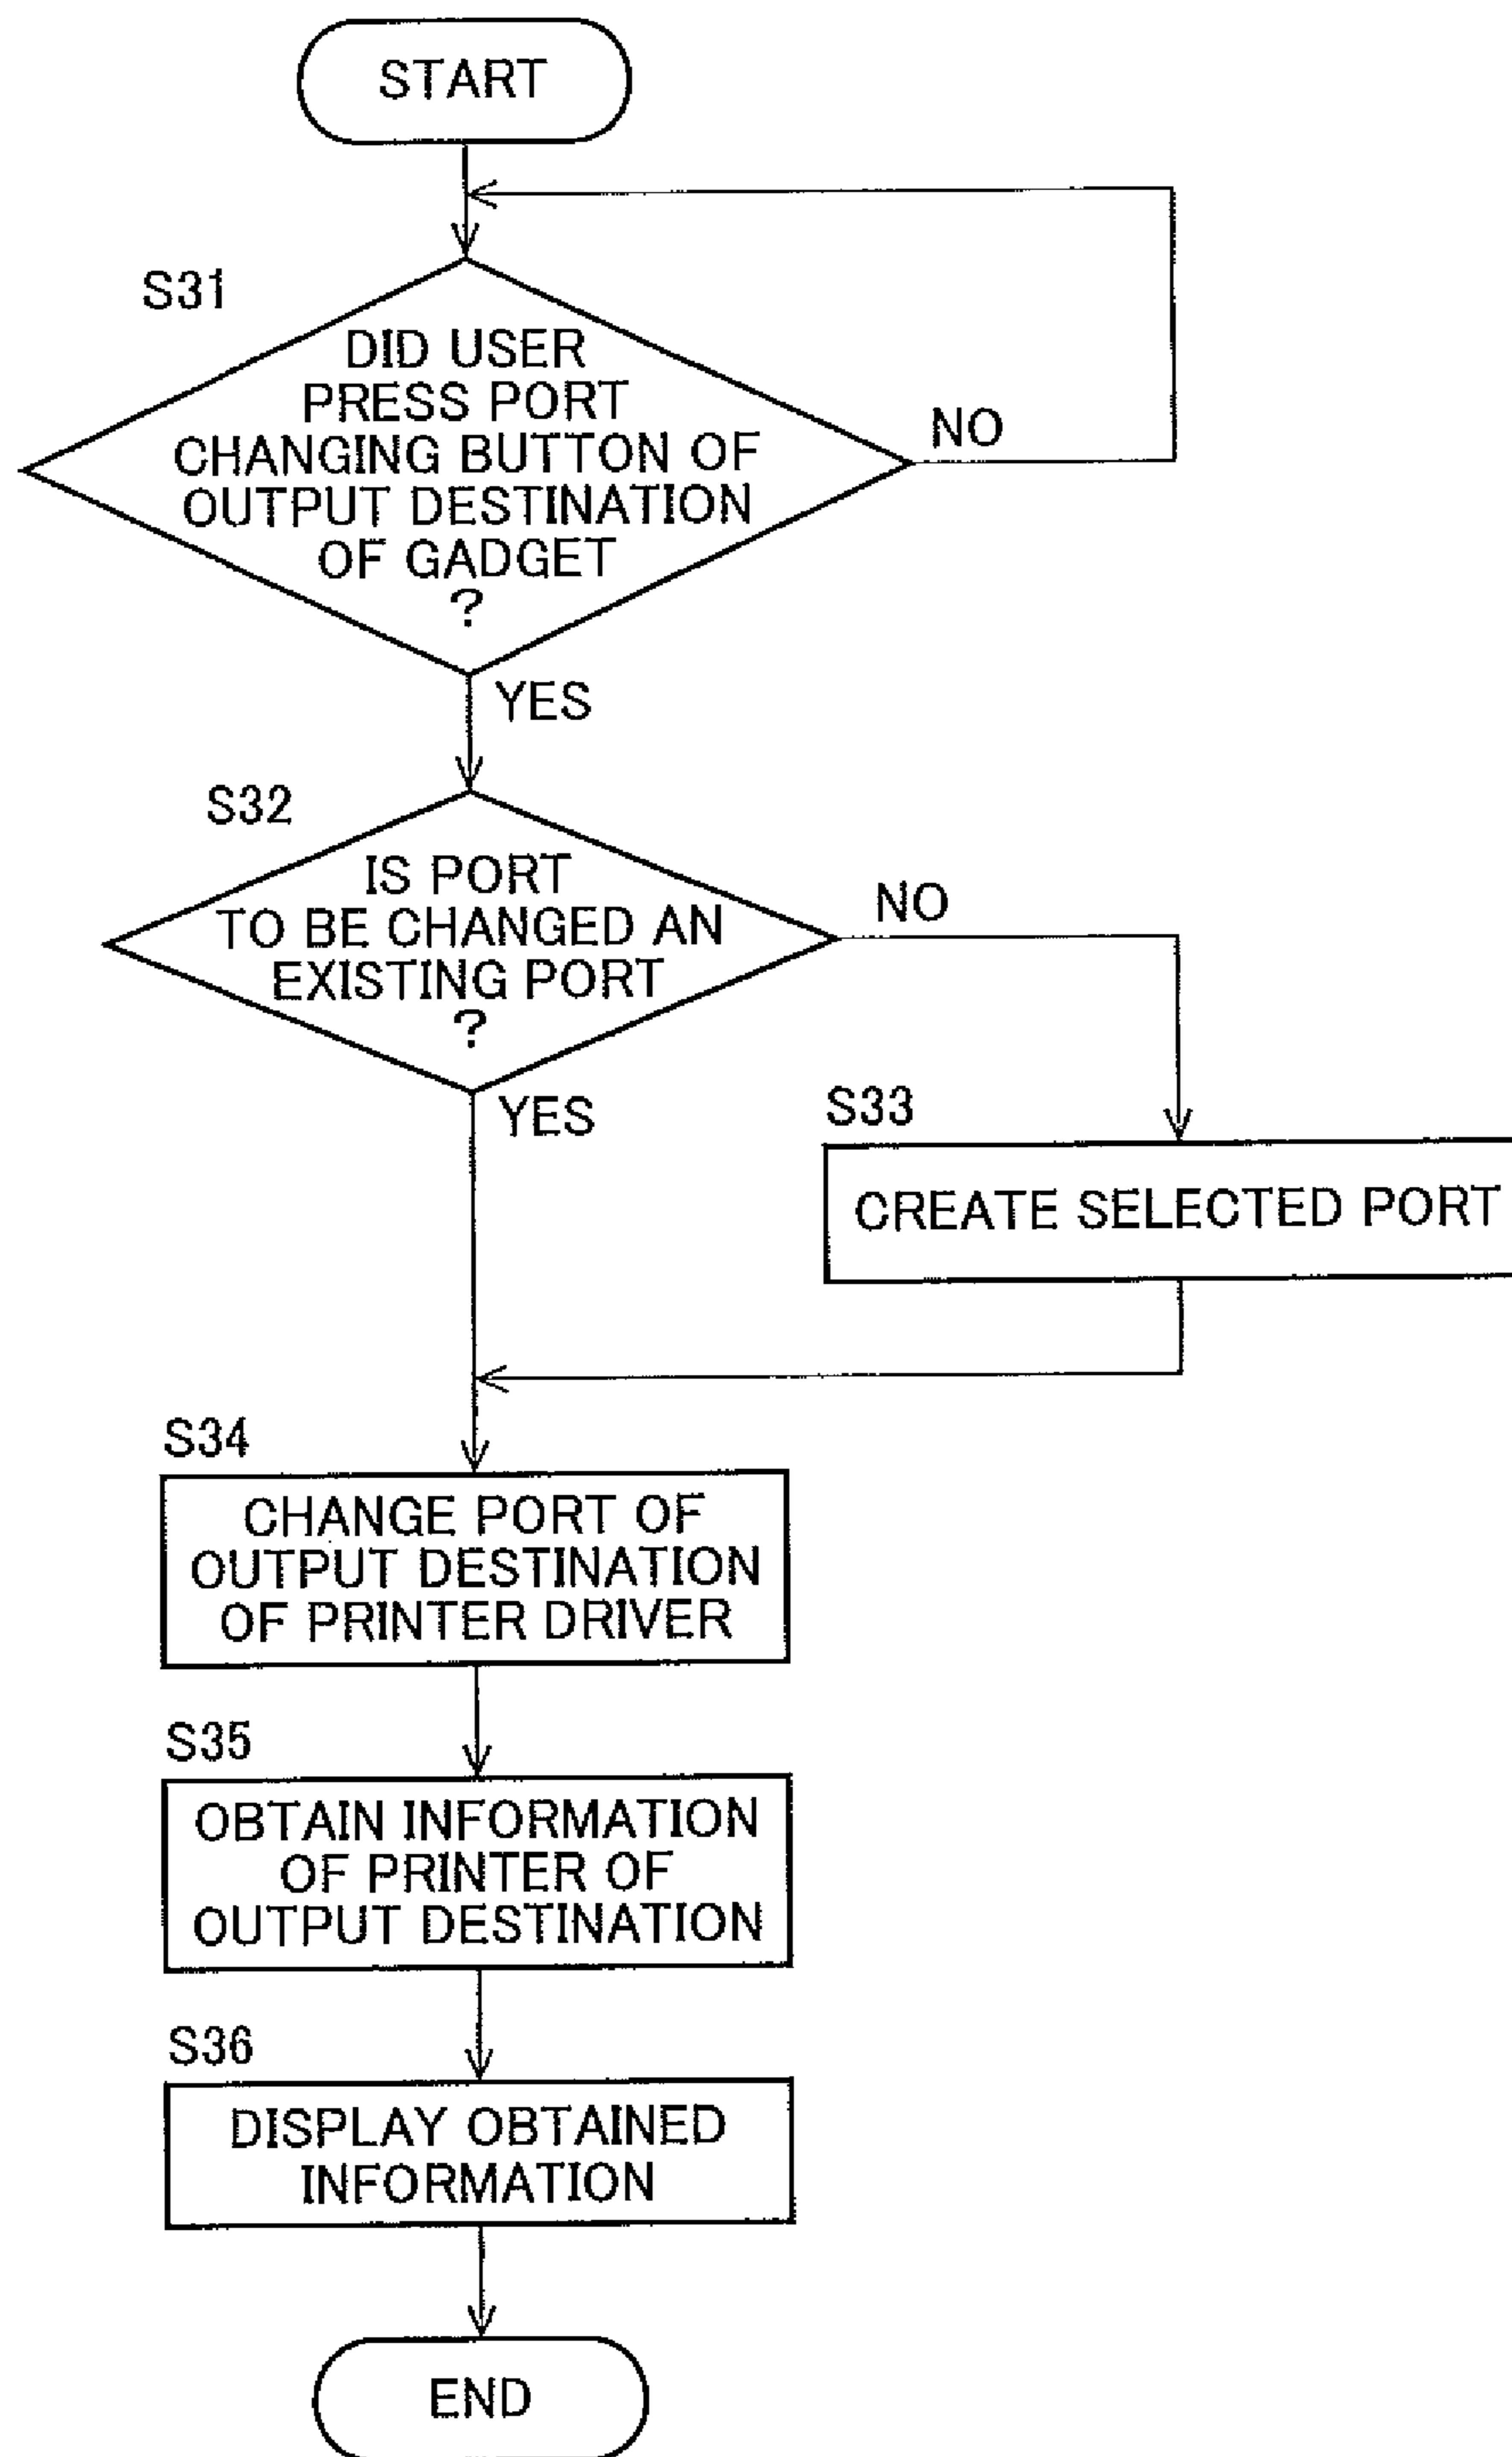 START
S31
DID USER
PRESS PORT
CHANGING BUTTON OF
OUTPUT DESTINATION
OF GADGET
?
NO
YES
S32
IS PORT
TO BE CHANGED AN
EXISTING PORT
?
NO
YES
S33
CREATE SELECTED PORT
S34
CHANGE PORT OF
OUTPUT DESTINATION
OF PRINTER DRIVER
S35
OBTAIN INFORMATION
OF PRINTER OF
OUTPUT DESTINATION
S36
DISPLAY OBTAINED
INFORMATION
END